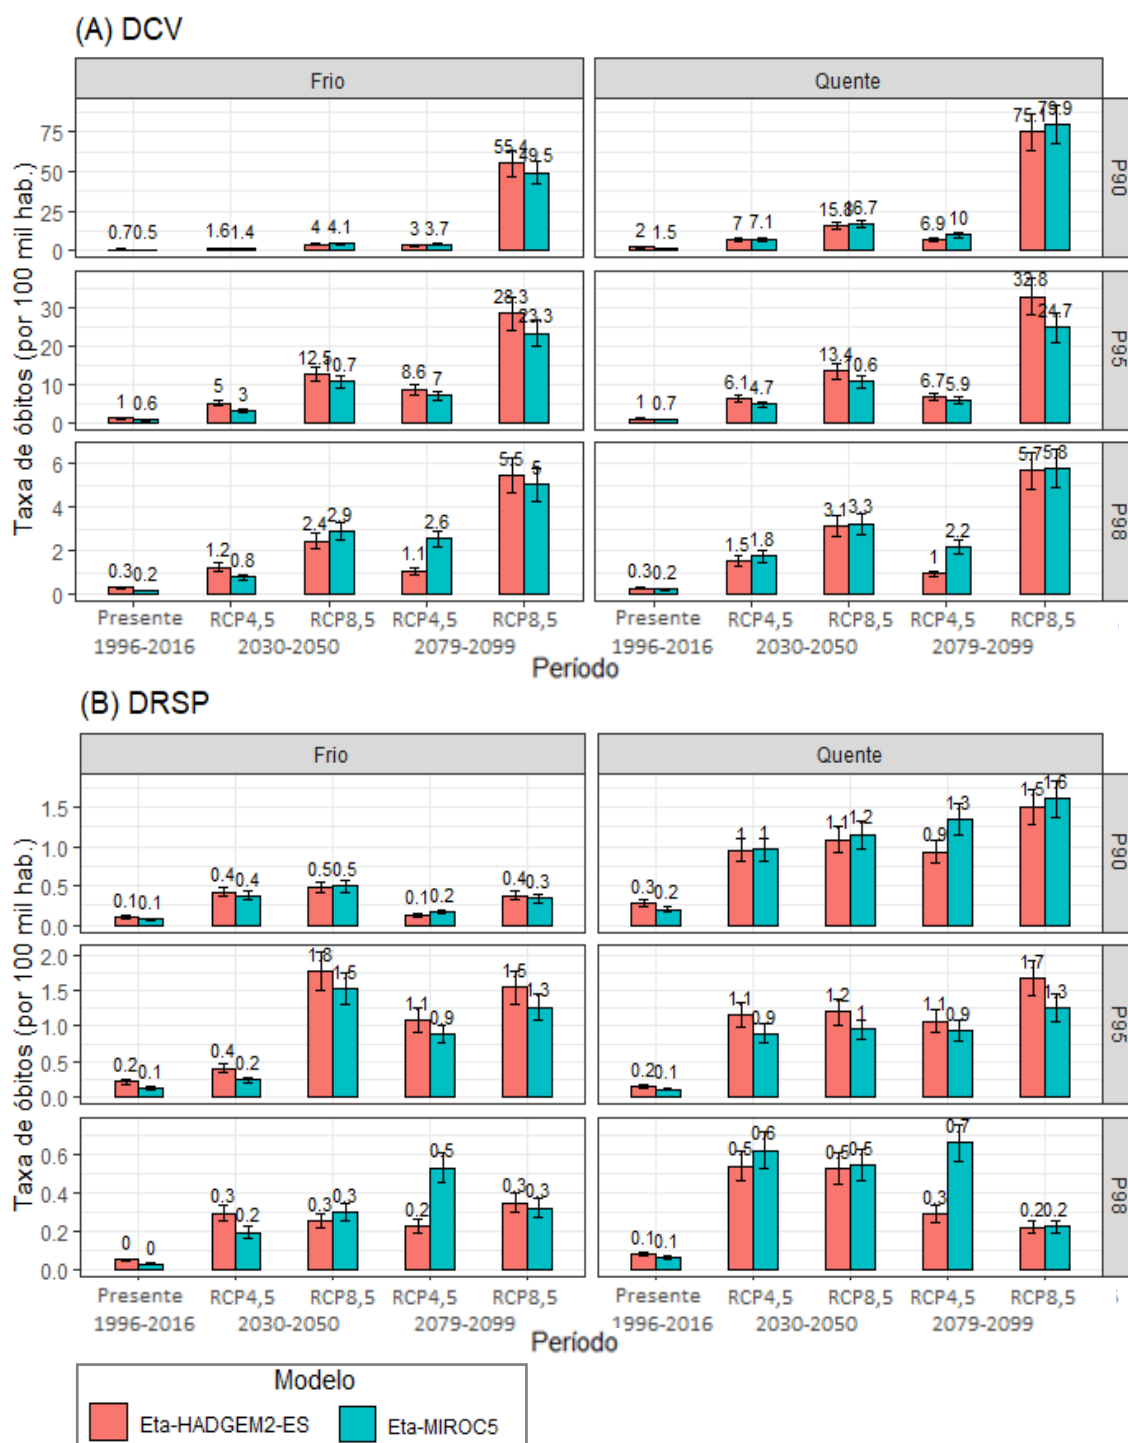 (A) DCV
Frio
Quente
Taxa de óbitos (por 100 mil hab.)
75
50
25
0
0.7 0.5 1.6 1.4 4 4.1 3 3.7 55.4 49.5
2 1.5 7 7.1 15.8 16.7 6.9 10 75.1 79.9
P90
30
20
10
0
1 0.6 5 3 12.5 10.7 8.6 7 28.3 23.3
1 0.7 6.1 4.7 13.4 10.6 6.7 5.9 32.8 24.7
P95
6
4
2
0
0.3 0.2 1.2 0.8 2.4 2.9 1.1 2.6 5.5 5
0.3 0.2 1.5 1.8 3.1 3.3 1 2.2 5.7 5.8
P98
Presente RCP4,5 RCP8,5 RCP4,5 RCP8,5 Presente RCP4,5 RCP8,5 RCP4,5 RCP8,5
1996-2016 2030-2050 2079-2099 1996-2016 2030-2050 2079-2099
Período
(B) DRSP
Frio
Quente
Taxa de óbitos (por 100 mil hab.)
1.5
1.0
0.5
0.0
0.1 0.1 0.4 0.4 0.5 0.5 0.1 0.2 0.4 0.3
0.3 0.2 1 1 1.1 1.2 0.9 1.3 1.5 1.6
P90
2.0
1.5
1.0
0.5
0.0
0.2 0.1 0.4 0.2 1.8 1.5 1.1 0.9 1.5 1.3
0.2 0.1 1.1 0.9 1.2 1 1.1 0.9 1.7 1.3
P95
0.6
0.4
0.2
0.0
0 0 0.3 0.2 0.3 0.3 0.2 0.5 0.3 0.3
0.1 0.1 0.5 0.6 0.5 0.5 0.3 0.7 0.2 0.2
P98
Presente RCP4,5 RCP8,5 RCP4,5 RCP8,5 Presente RCP4,5 RCP8,5 RCP4,5 RCP8,5
1996-2016 2030-2050 2079-2099 1996-2016 2030-2050 2079-2099
Período
Modelo
Eta-HADGEM2-ES Eta-MIROC5